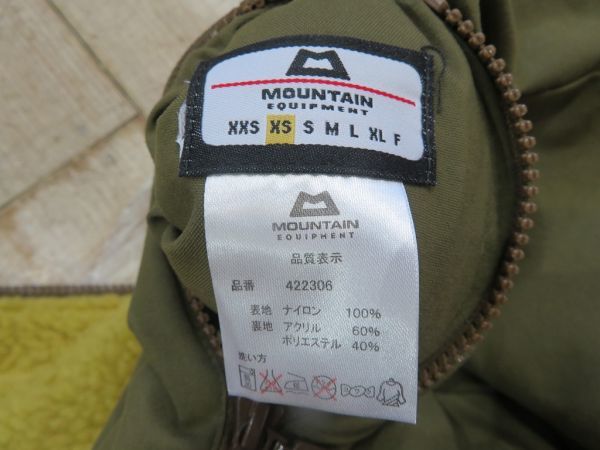 MOUNTAIN
EQUIPMENT
XXS XS S M L XL F
MOUNTAIN
EQUIPMENT
品質表示
品番 422306
表地 ナイロン 100%
裏地 アクリル 60%
ポリエステル 40%
洗い方